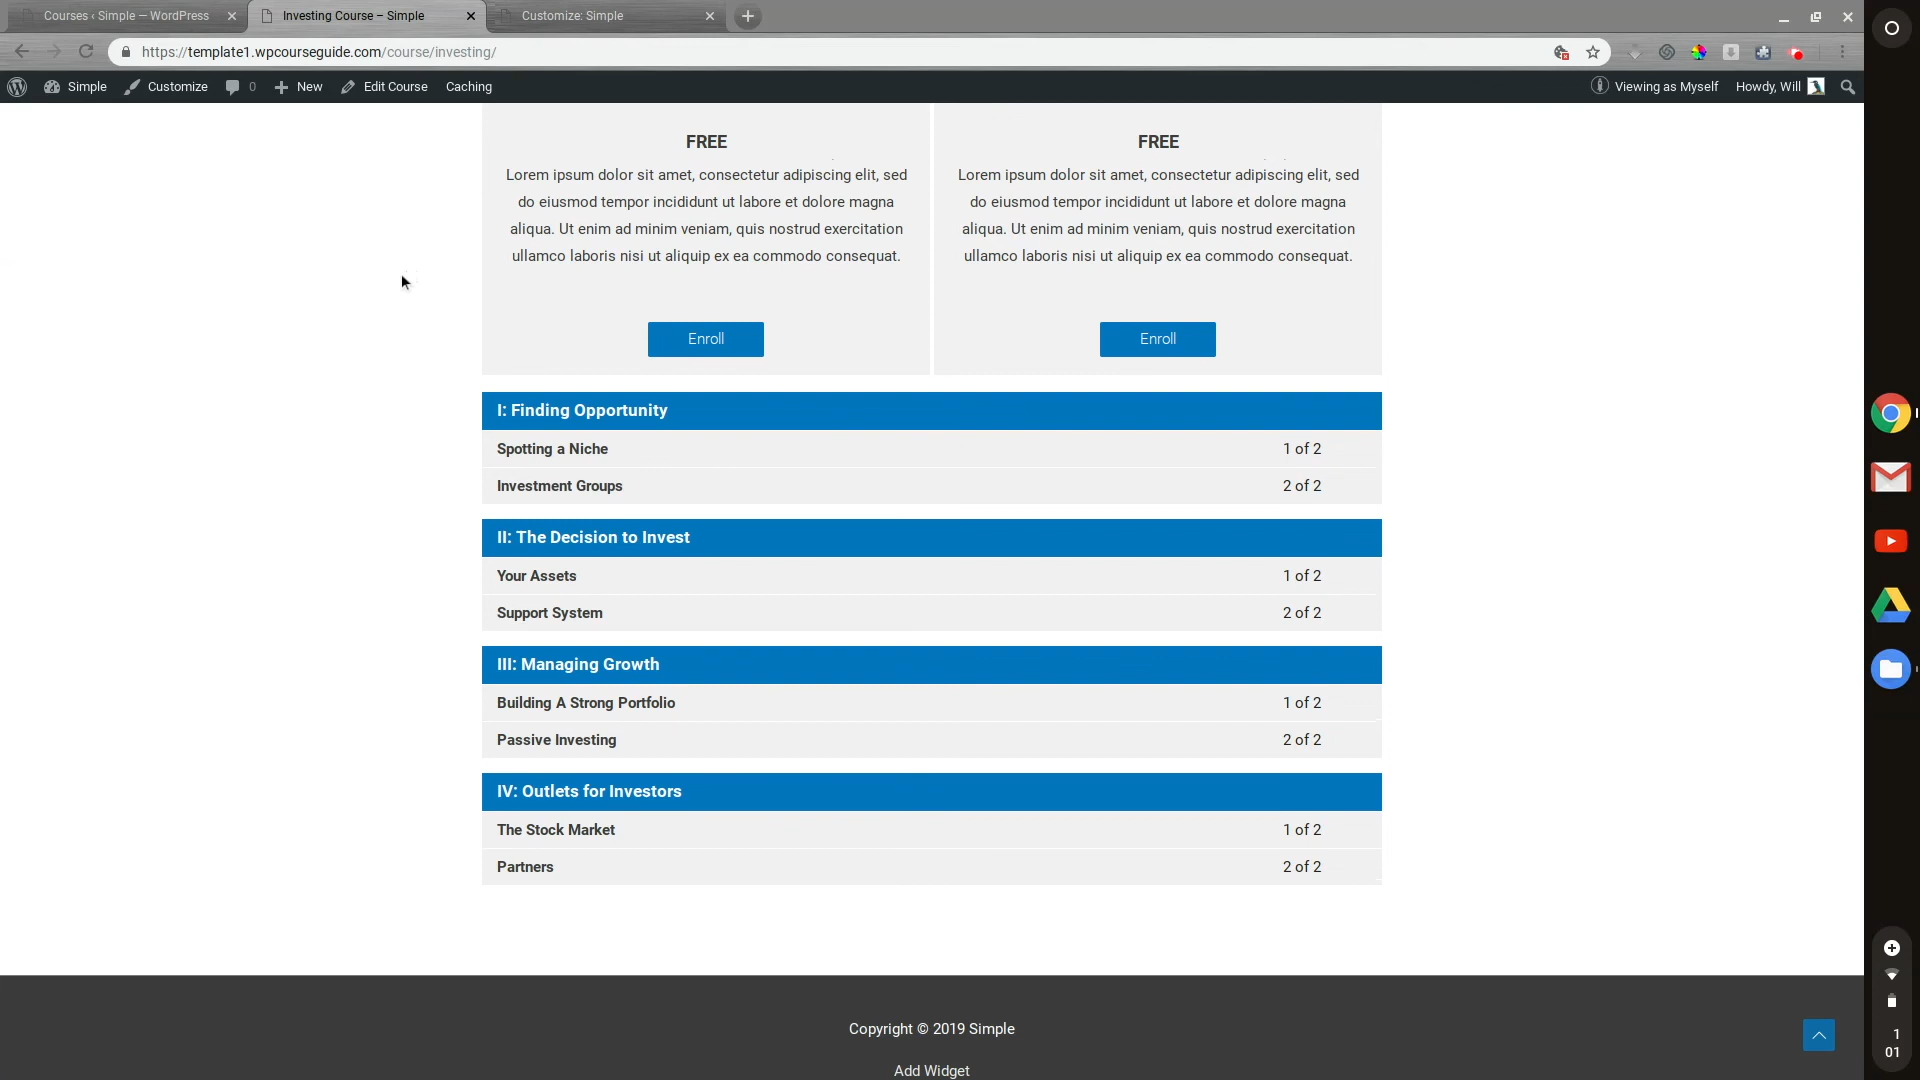 Courses ‹ Simple — WordPress
Investing Course – Simple
Customize: Simple
https://template1.wpcourseguide.com/course/investing/
Simple
Customize
0
New
Edit Course
Caching
Viewing as Myself
Howdy, Will
FREE
Lorem ipsum dolor sit amet, consectetur adipiscing elit, sed
do eiusmod tempor incididunt ut labore et dolore magna
aliqua. Ut enim ad minim veniam, quis nostrud exercitation
ullamco laboris nisi ut aliquip ex ea commodo consequat.
Enroll
FREE
Lorem ipsum dolor sit amet, consectetur adipiscing elit, sed
do eiusmod tempor incididunt ut labore et dolore magna
aliqua. Ut enim ad minim veniam, quis nostrud exercitation
ullamco laboris nisi ut aliquip ex ea commodo consequat.
Enroll
I: Finding Opportunity
Spotting a Niche 1 of 2
Investment Groups 2 of 2
II: The Decision to Invest
Your Assets 1 of 2
Support System 2 of 2
III: Managing Growth
Building A Strong Portfolio 1 of 2
Passive Investing 2 of 2
IV: Outlets for Investors
The Stock Market 1 of 2
Partners 2 of 2
Copyright © 2019 Simple
Add Widget
1
01